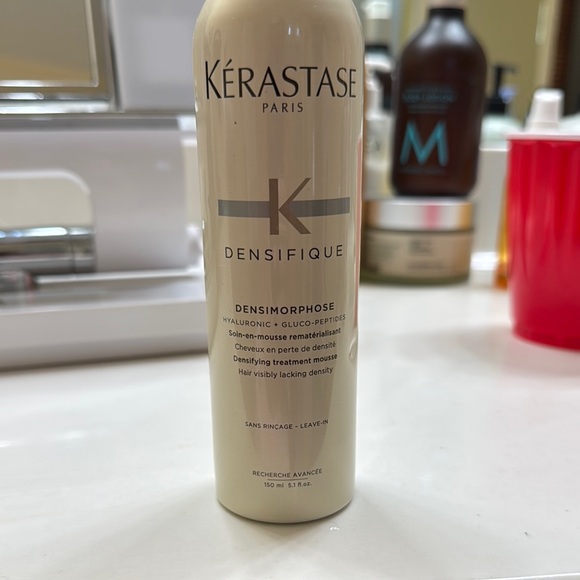 KÉRASTASE
PARIS
K
DENSIFIQUE
DENSIMORPHOSE
HYALURONIC + GLUCO-PEPTIDES
Soin-en-mousse rematérialisant
Cheveux en perte de densité
Densifying treatment mousse
Hair visibly lacking density
SANS RINÇAGE - LEAVE-IN
RECHERCHE AVANCÉE
150 ml 5.1 fl.oz.
M